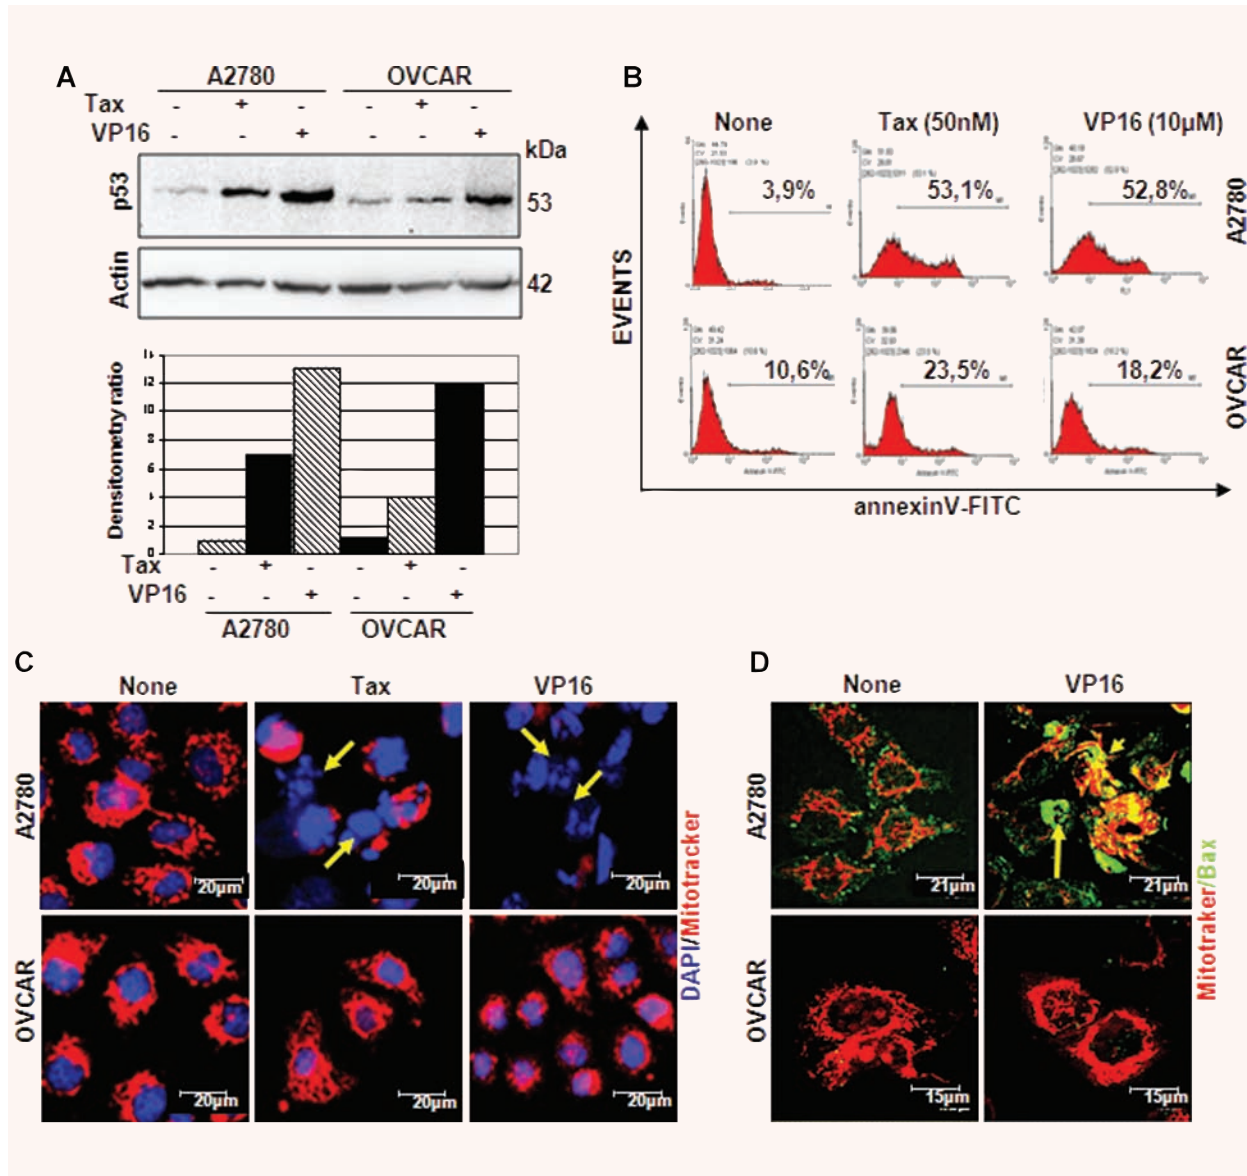 A
A2780 OVCAR
Tax - + - - + -
VP16 - - + - - +
kDa
p53 53
Actin 42
Densitometry ratio
12
10
8
6
4
2
0
Tax - + - - + -
VP16 - - + - - +
A2780 OVCAR
B
None Tax (50nM) VP16 (10µM)
3,9% 53,1% 52,8% A2780
EVENTS
10,6% 23,5% 18,2% OVCAR
annexinV-FITC
C
None Tax VP16
A2780
20µm 20µm 20µm
OVCAR
20µm 20µm 20µm
DAPI/Mitotracker
D
None VP16
A2780
21µm 21µm
OVCAR
15µm 15µm
Mitotraker/Bax